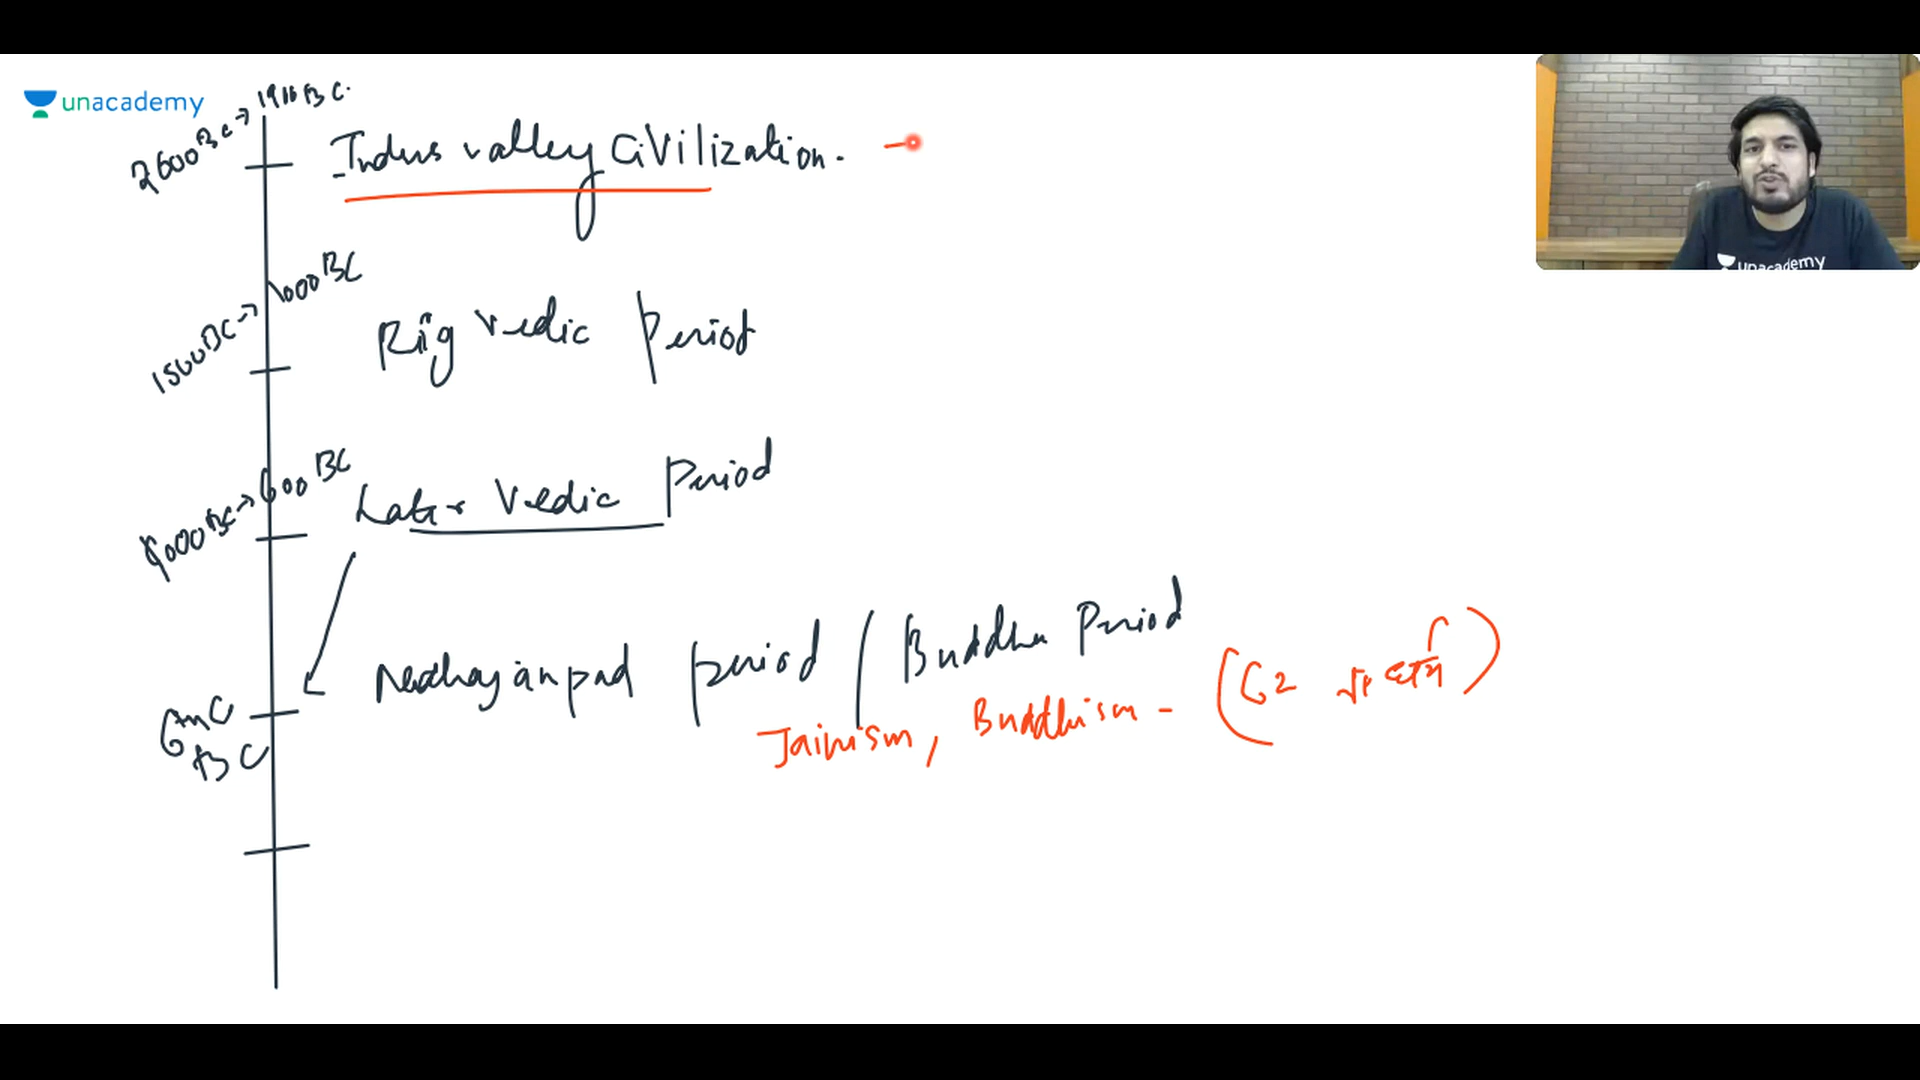 unacademy
2600 BC → 1900 BC.
Indus valley Civilization. -
1500 BC → 1000 BC
Rig vedic Period
1000 BC → 600 BC
Later Vedic Period
6th C BC
period / Buddha Period
Jainism, Buddhism - (62
unacademy